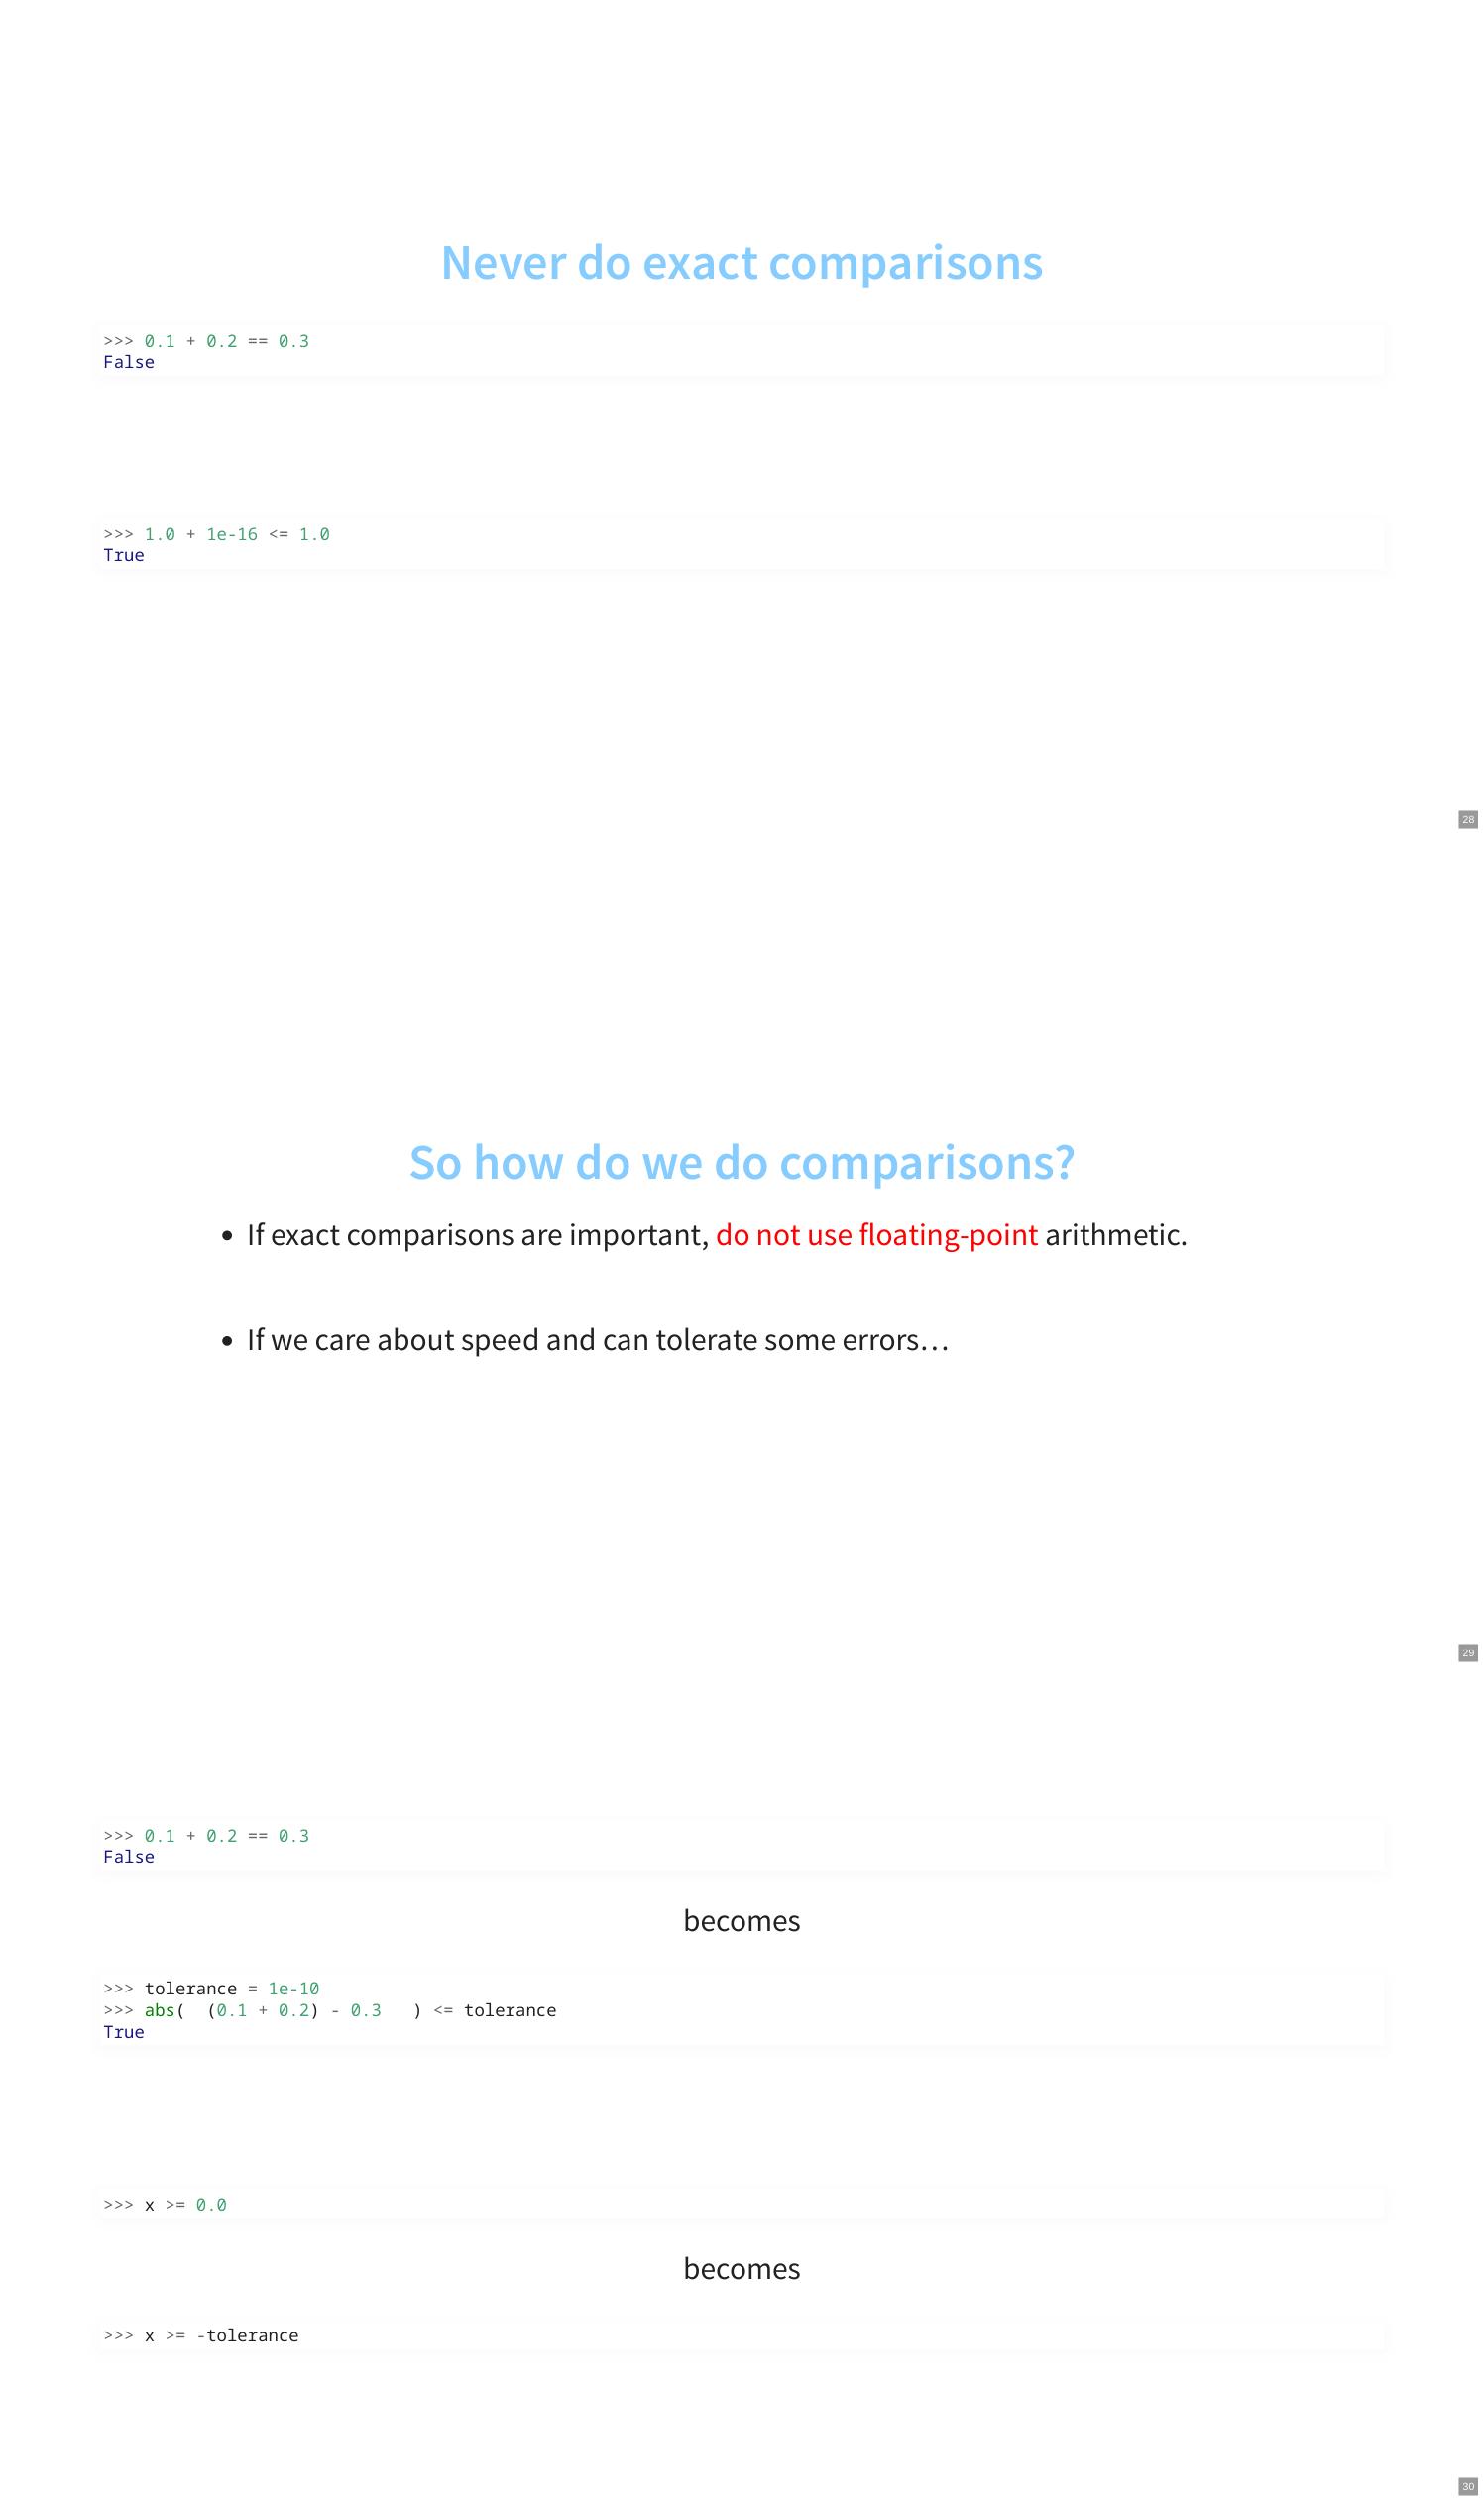 Never do exact comparisons
>>> 0.1 + 0.2 == 0.3
False
>>> 1.0 + 1e-16 <= 1.0
True
28
So how do we do comparisons?
• If exact comparisons are important, do not use floating-point arithmetic.
• If we care about speed and can tolerate some errors…
29
>>> 0.1 + 0.2 == 0.3
False
becomes
>>> tolerance = 1e-10
>>> abs(  (0.1 + 0.2) - 0.3   ) <= tolerance
True
>>> x >= 0.0
becomes
>>> x >= -tolerance
30